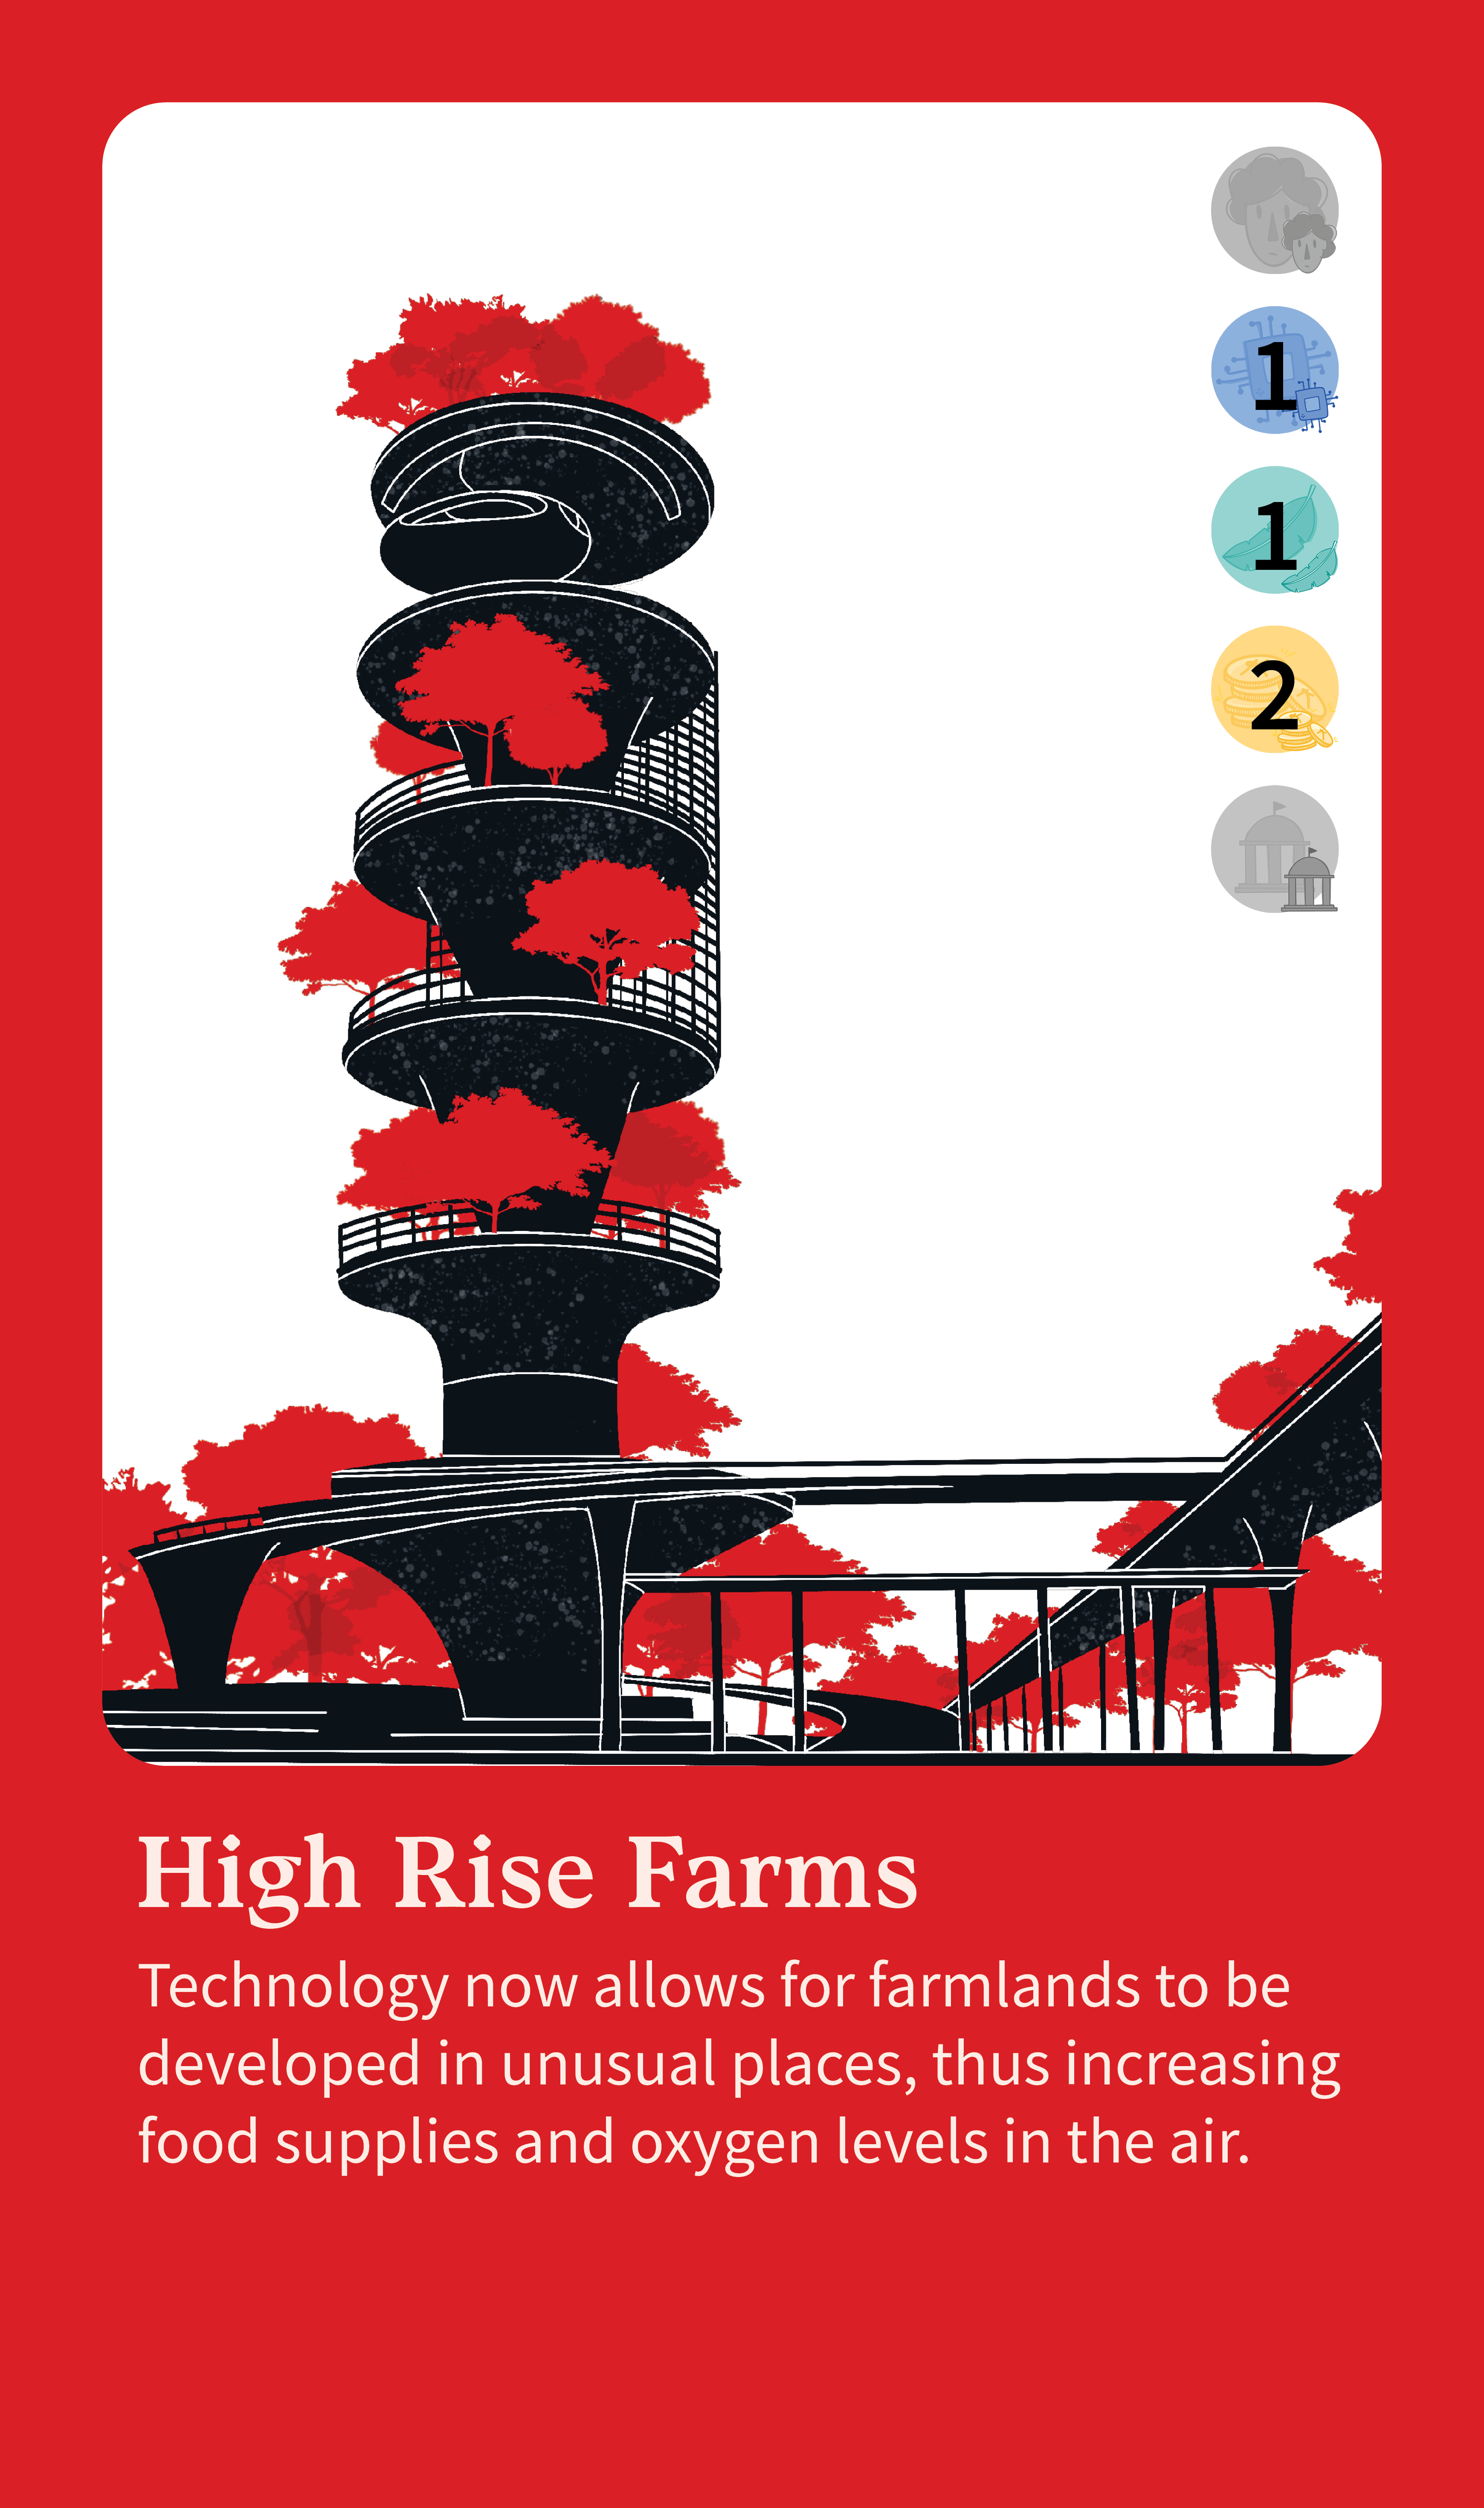 1
1
2
High Rise Farms
Technology now allows for farmlands to be
developed in unusual places, thus increasing
food supplies and oxygen levels in the air.